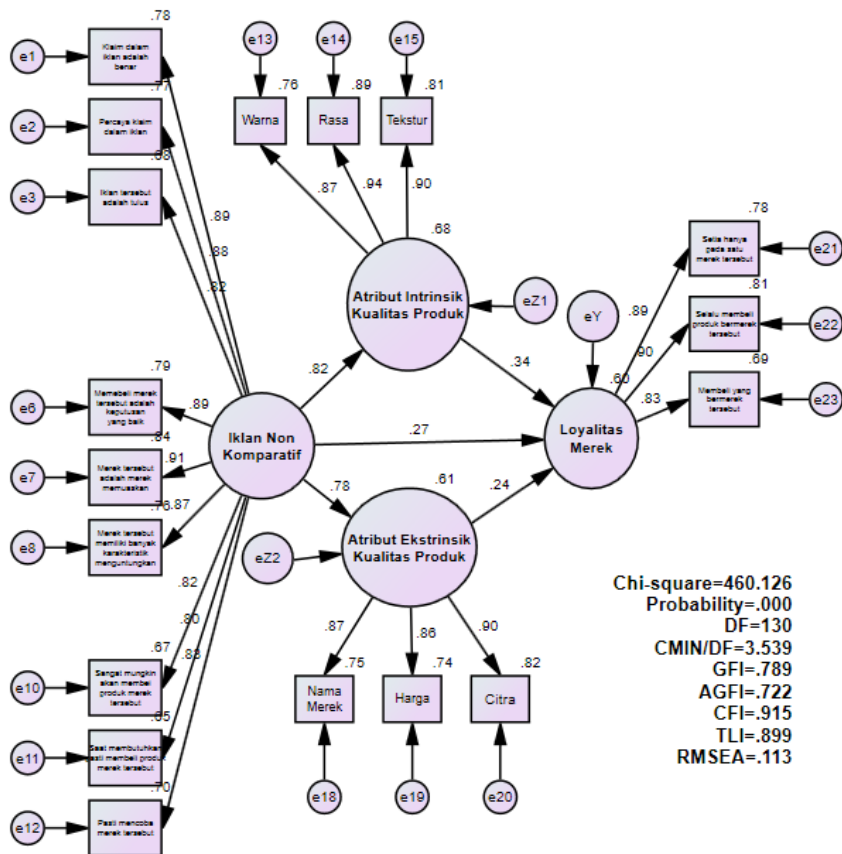 .78
e1
Klaim dalam
iklan adalah
benar
.77
e2
Percaya klaim
dalam iklan
.68
e3
Iklan tersebut
adalah tulus
e13
e14
e15
.76
.89
.81
Warna
Rasa
Tekstur
.87
.94
.90
.89
.88
.82
.68
Atribut Intrinsik
Kualitas Produk
eZ1
eY
.78
Setia hanya
pada satu
merek tersebut
e21
.81
Selalu membeli
produk bermerek
tersebut
e22
.69
Membeli yang
bermerek
tersebut
e23
.89
.90
.83
.82
.34
.60
Loyalitas
Merek
.79
e6
Memebeli merek
tersebut adalah
keputusan
yang baik
.89
.84
e7
Merek tersebut
adalah merek
memuaskan
.91
.76
e8
Merek tersebut
memiliki banyak
karakteristik
menguntungkan
.87
Iklan Non
Komparatif
.27
.78
.61
.24
Atribut Ekstrinsik
Kualitas Produk
eZ2
.82
.80
.83
.67
e10
Sangat mungkin
akan membei
produk merek
tersebut
.65
e11
Saat membutuhkan
pasti membeli produk
merek tersebut
.70
e12
Pasti mencoba
merek tersebut
.87
.86
.90
.75
.74
.82
Nama
Merek
Harga
Citra
e18
e19
e20
Chi-square=460.126
Probability=.000
DF=130
CMIN/DF=3.539
GFI=.789
AGFI=.722
CFI=.915
TLI=.899
RMSEA=.113